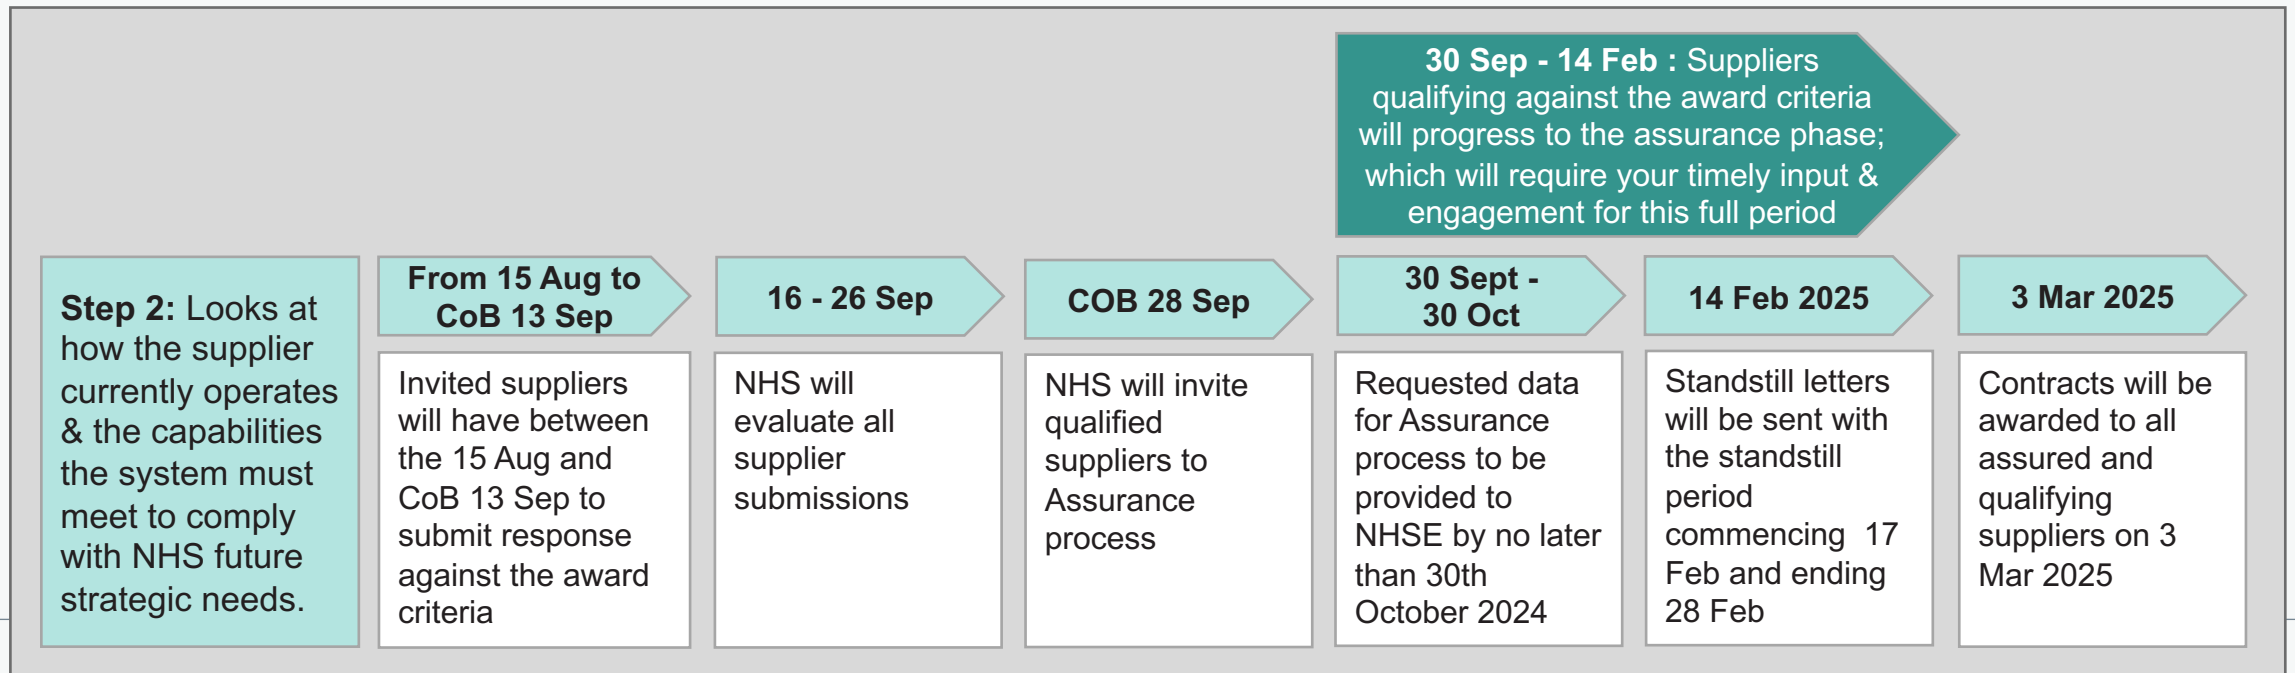 30 Sep - 14 Feb : Suppliers
qualifying against the award criteria
will progress to the assurance phase;
which will require your timely input &
engagement for this full period
Step 2: Looks at
how the supplier
currently operates
& the capabilities
the system must
meet to comply
with NHS future
strategic needs.
From 15 Aug to
CoB 13 Sep
Invited suppliers
will have between
the 15 Aug and
CoB 13 Sep to
submit response
against the award
criteria
16 - 26 Sep
NHS will
evaluate all
supplier
submissions
COB 28 Sep
NHS will invite
qualified
suppliers to
Assurance
process
30 Sept -
30 Oct
Requested data
for Assurance
process to be
provided to
NHSE by no later
than 30th
October 2024
14 Feb 2025
Standstill letters
will be sent with
the standstill
period
commencing 17
Feb and ending
28 Feb
3 Mar 2025
Contracts will be
awarded to all
assured and
qualifying
suppliers on 3
Mar 2025